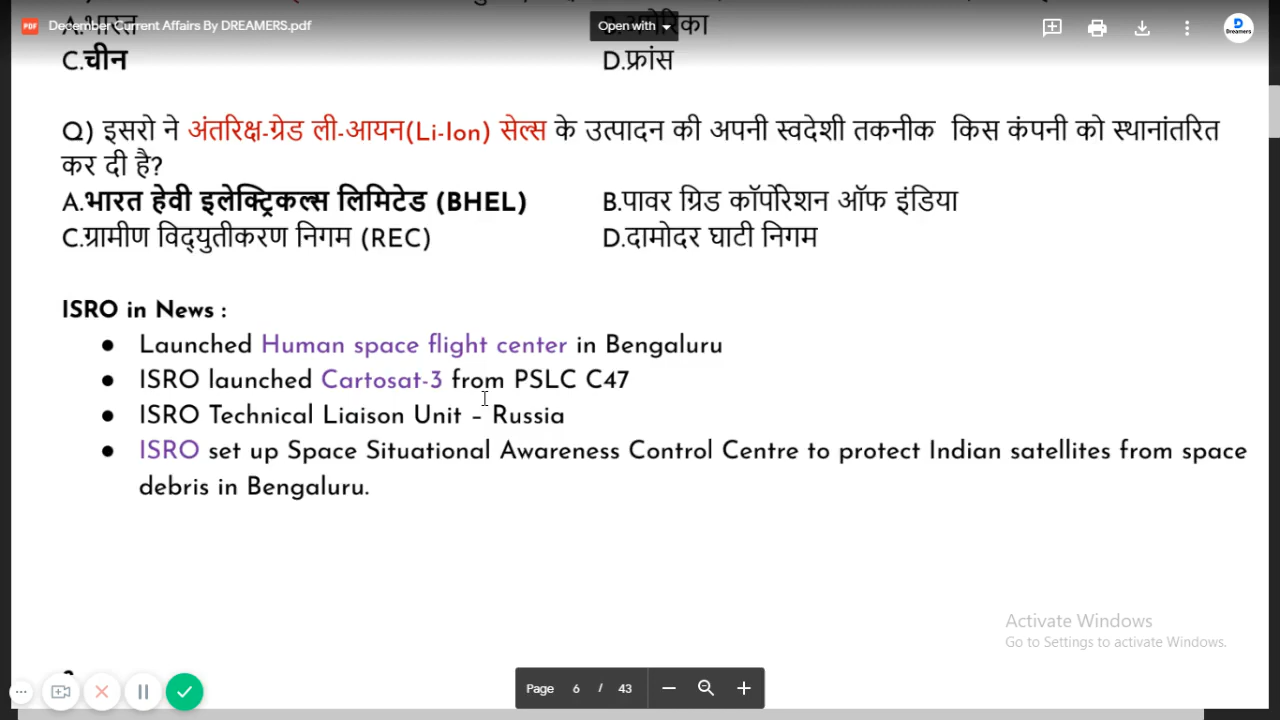 December Current Affairs By DREAMERS.pdf
Open with
Dreamers
A.भारत
B.अमेरिका
C.चीन
D.फ्रांस
Q) इसरो ने अंतरिक्ष-ग्रेड ली-आयन(Li-Ion) सेल्स के उत्पादन की अपनी स्वदेशी तकनीक किस कंपनी को स्थानांतरित
कर दी है?
A.भारत हेवी इलेक्ट्रिकल्स लिमिटेड (BHEL)
B.पावर ग्रिड कॉर्पोरेशन ऑफ इंडिया
C.ग्रामीण विद्युतीकरण निगम (REC)
D.दामोदर घाटी निगम
ISRO in News :
● Launched Human space flight center in Bengaluru
● ISRO launched Cartosat-3 from PSLC C47
● ISRO Technical Liaison Unit – Russia
● ISRO set up Space Situational Awareness Control Centre to protect Indian satellites from space
debris in Bengaluru.
Activate Windows
Go to Settings to activate Windows.
Page 6 / 43